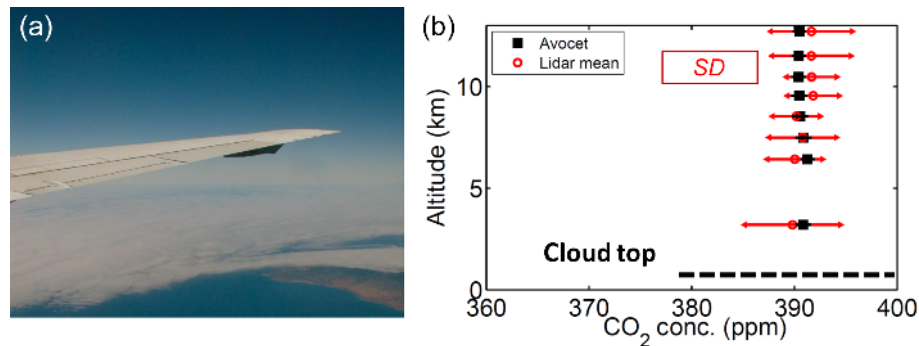 (a)
(b)
Avocet
Lidar mean
SD
Cloud top
Altitude (km)
10
5
0
360
370
380
390
400
CO2 conc. (ppm)